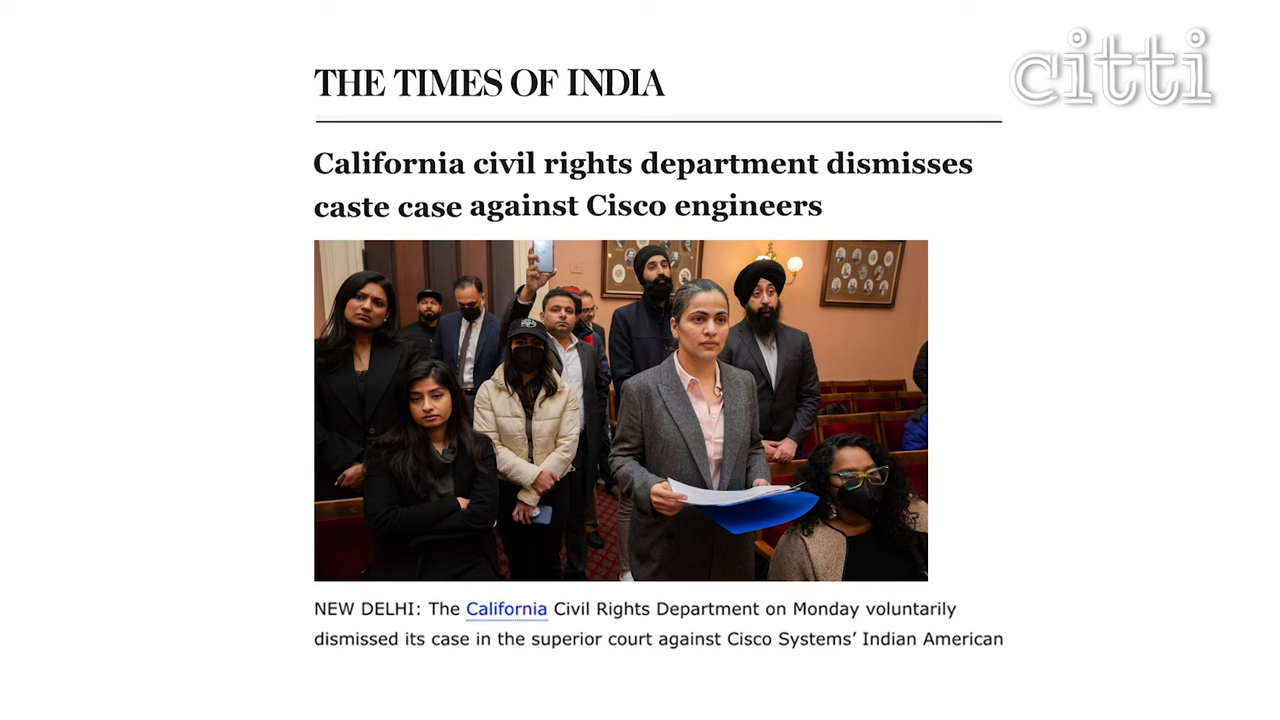 citti
THE TIMES OF INDIA
California civil rights department dismisses
caste case against Cisco engineers
NEW DELHI: The California Civil Rights Department on Monday voluntarily
dismissed its case in the superior court against Cisco Systems’ Indian American